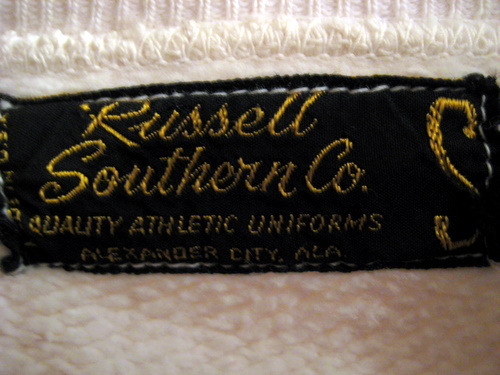 Russell
Southern Co.
QUALITY ATHLETIC UNIFORMS
ALEXANDER CITY, ALA.